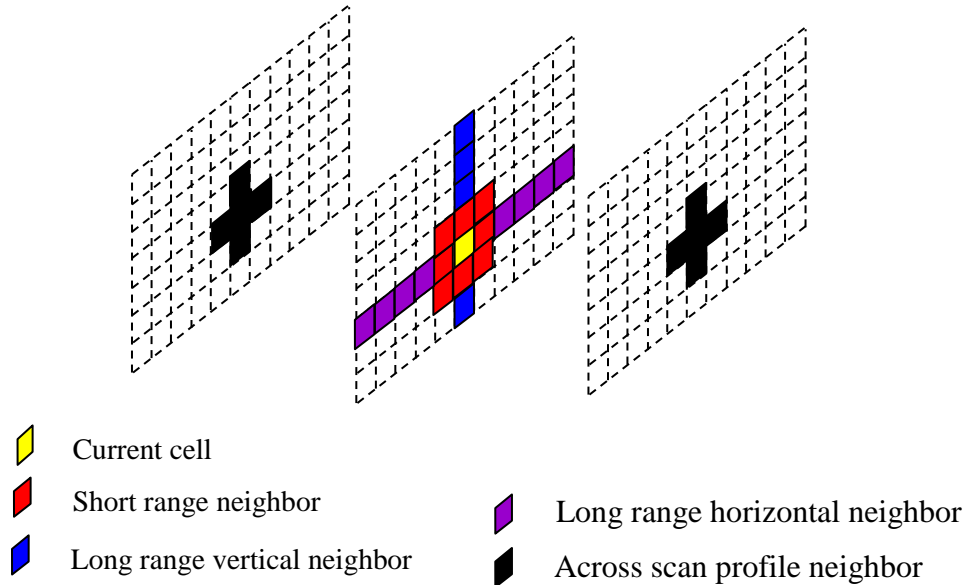 Current cell
Short range neighbor
Long range vertical neighbor
Long range horizontal neighbor
Across scan profile neighbor